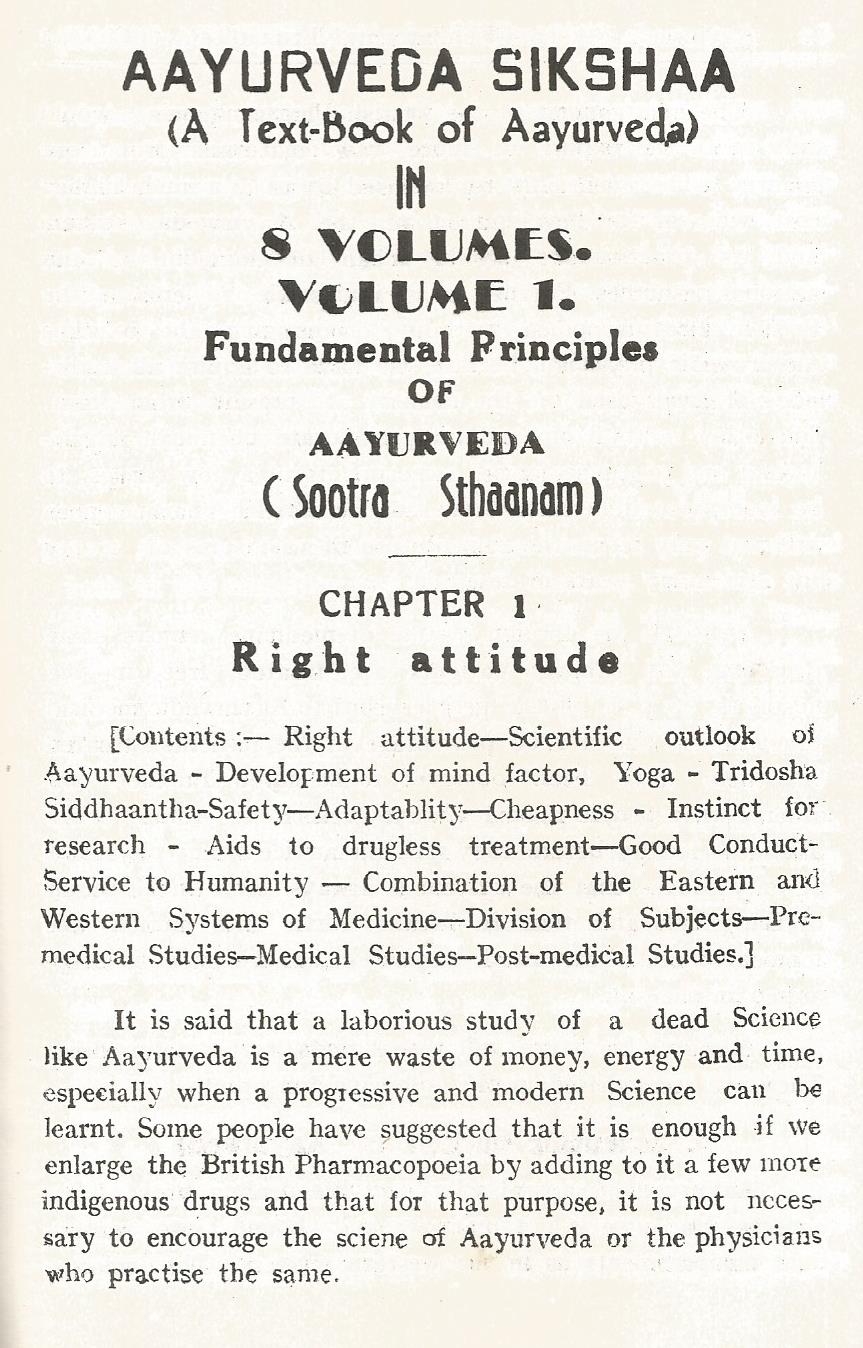 AAYURVEDA SIKSHAA
(A Text-Book of Aayurveda)
IN
8 VOLUMES.
VOLUME 1.
Fundamental Principles
OF
AAYURVEDA
( Sootra Sthaanam )
CHAPTER 1
Right attitude
[Contents :— Right attitude—Scientific outlook of
Aayurveda - Development of mind factor, Yoga - Tridosha
Siddhaantha-Safety—Adaptablity—Cheapness - Instinct for
research - Aids to drugless treatment—Good Conduct-
Service to Humanity — Combination of the Eastern and
Western Systems of Medicine—Division of Subjects—Pre-
medical Studies—Medical Studies—Post-medical Studies.]
It is said that a laborious study of a dead Science
like Aayurveda is a mere waste of money, energy and time,
especially when a progressive and modern Science can be
learnt. Some people have suggested that it is enough if we
enlarge the British Pharmacopoeia by adding to it a few more
indigenous drugs and that for that purpose, it is not neces-
sary to encourage the sciene of Aayurveda or the physicians
who practise the same.